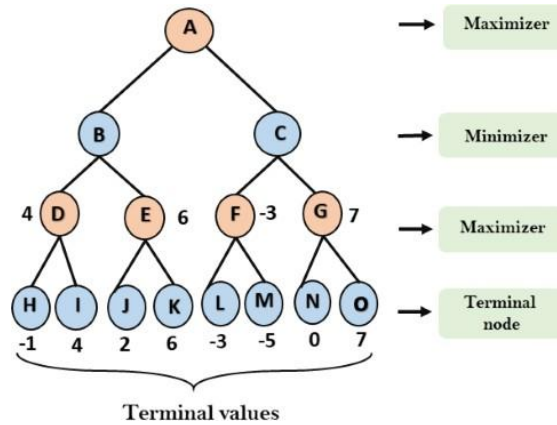 A
Maximizer
B
C
Minimizer
4 D
E 6
F -3
G 7
Maximizer
H I J K L M N O
Terminal
node
-1 4 2 6 -3 -5 0 7
Terminal values